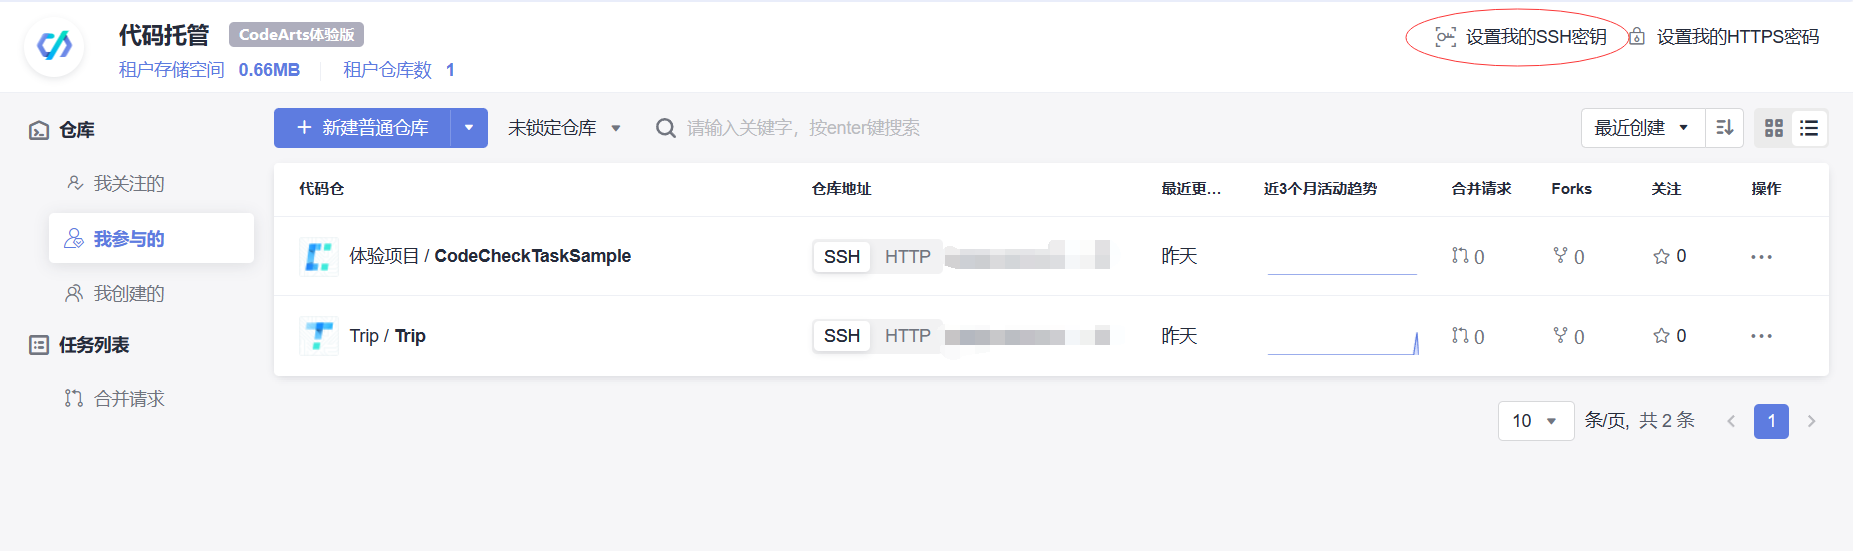 代码托管 CodeArts体验版
租户存储空间 0.66MB 租户仓库数 1
设置我的SSH密钥 设置我的HTTPS密码
仓库
我关注的
我参与的
我创建的
任务列表
合并请求
+ 新建普通仓库 未锁定仓库 请输入关键字，按enter键搜索 最近创建
代码仓 仓库地址 最近更... 近3个月活动趋势 合并请求 Forks 关注 操作
体验项目 / CodeCheckTaskSample SSH HTTP 昨天 0 0 0 ...
Trip / Trip SSH HTTP 昨天 0 0 0 ...
10 条/页, 共 2 条 < 1 >